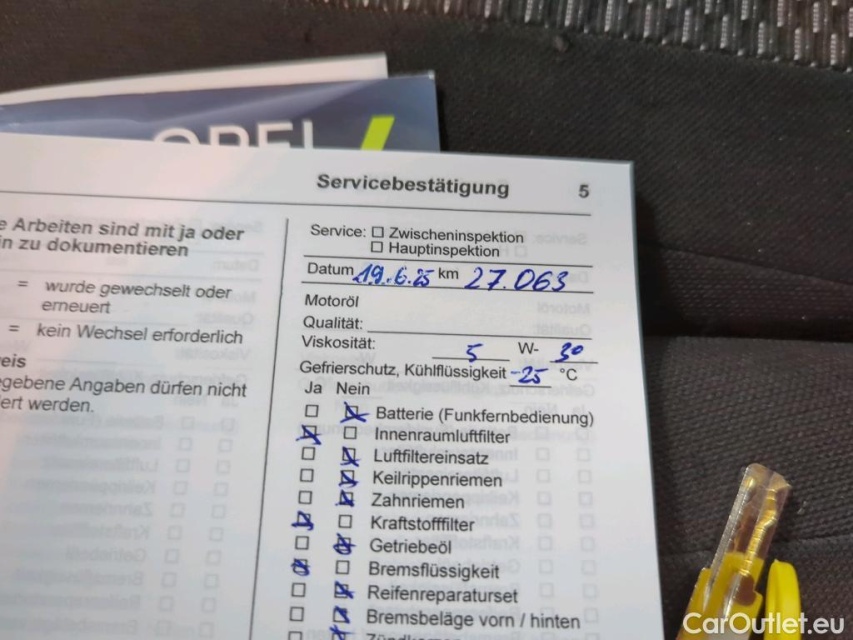 OPEL
Servicebestätigung 5
e Arbeiten sind mit ja oder
in zu dokumentieren
= wurde gewechselt oder
erneuert
= kein Wechsel erforderlich
eis
gebene Angaben dürfen nicht
ert werden.
Service: ☐ Zwischeninspektion
☐ Hauptinspektion
Datum 19.6.25 km 27.063
Motoröl
Qualität:
Viskosität: 5 W- 30
Gefrierschutz, Kühlflüssigkeit -25 °C
Ja Nein
☐ ☒ Batterie (Funkfernbedienung)
☒ ☐ Innenraumluftfilter
☐ ☒ Luftfiltereinsatz
☐ ☒ Keilrippenriemen
☐ ☒ Zahnriemen
☒ ☐ Kraftstofffilter
☐ ☒ Getriebeöl
☒ ☐ Bremsflüssigkeit
☐ ☒ Reifenreparaturset
☐ ☒ Bremsbeläge vorn / hinten
CarOutlet.eu